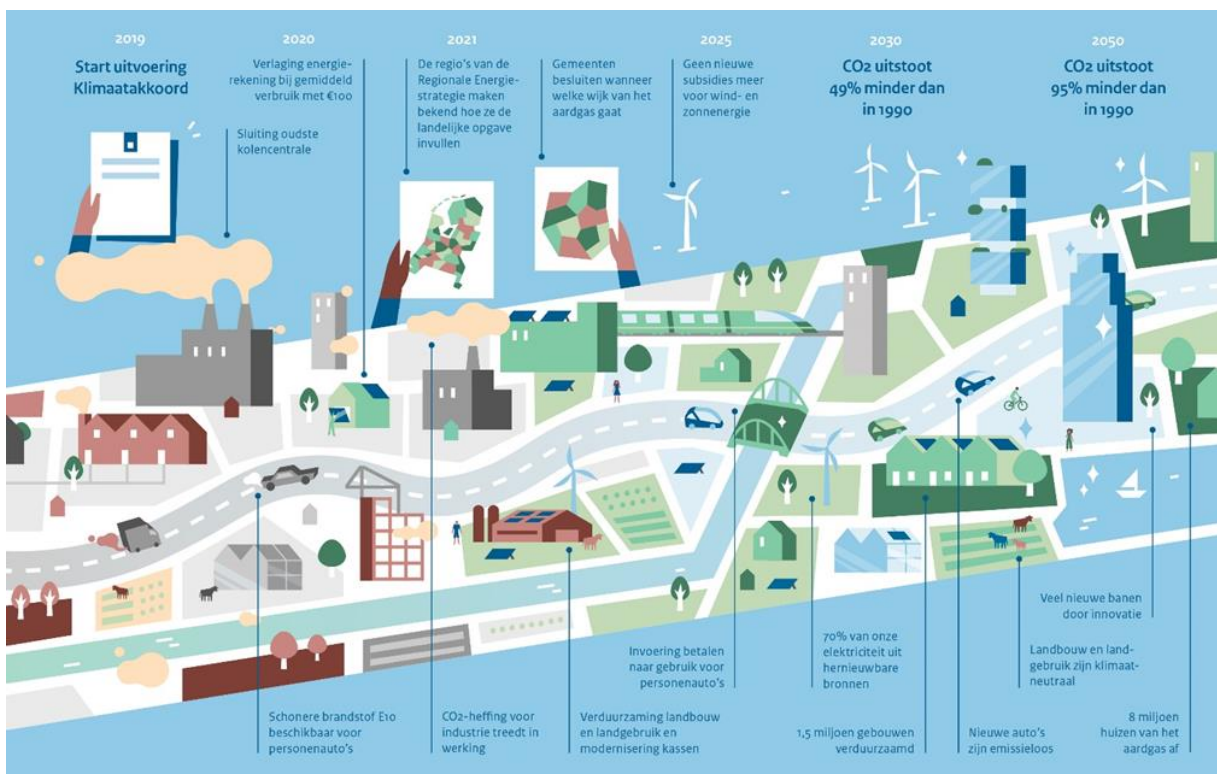 2019
Start uitvoering
Klimaatakkoord
Sluiting oudste
kolencentrale
2020
Verlaging energie-
rekening bij gemiddeld
verbruik met €100
2021
De regio's van de
Regionale Energie-
strategie maken
bekend hoe ze de
landelijke opgave
invullen
Gemeenten
besluiten wanneer
welke wijk van het
aardgas gaat
2025
Geen nieuwe
subsidies meer
voor wind- en
zonnenergie
2030
CO2 uitstoot
49% minder dan
in 1990
2050
CO2 uitstoot
95% minder dan
in 1990
Schonere brandstof E10
beschikbaar voor
personenauto's
CO2-heffing voor
industrie treedt in
werking
Verduurzaming landbouw
en landgebruik en
modernisering kassen
Invoering betalen
naar gebruik voor
personenauto's
70% van onze
elektriciteit uit
hernieuwbare
bronnen
1,5 miljoen gebouwen
verduurzaamd
Nieuwe auto's
zijn emissieloos
Landbouw en land-
gebruik zijn klimaat-
neutraal
Veel nieuwe banen
door innovatie
8 miljoen
huizen van het
aardgas af